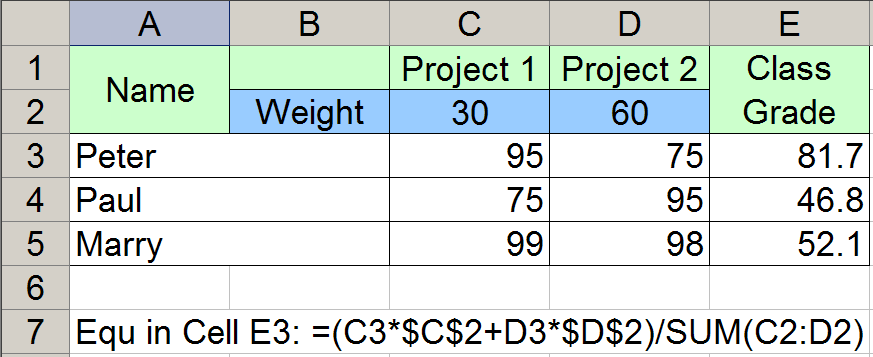 A B C D E
1 Name Project 1 Project 2 Class
2 Weight 30 60 Grade
3 Peter 95 75 81.7
4 Paul 75 95 46.8
5 Marry 99 98 52.1
6
7 Equ in Cell E3: =(C3*$C$2+D3*$D$2)/SUM(C2:D2)